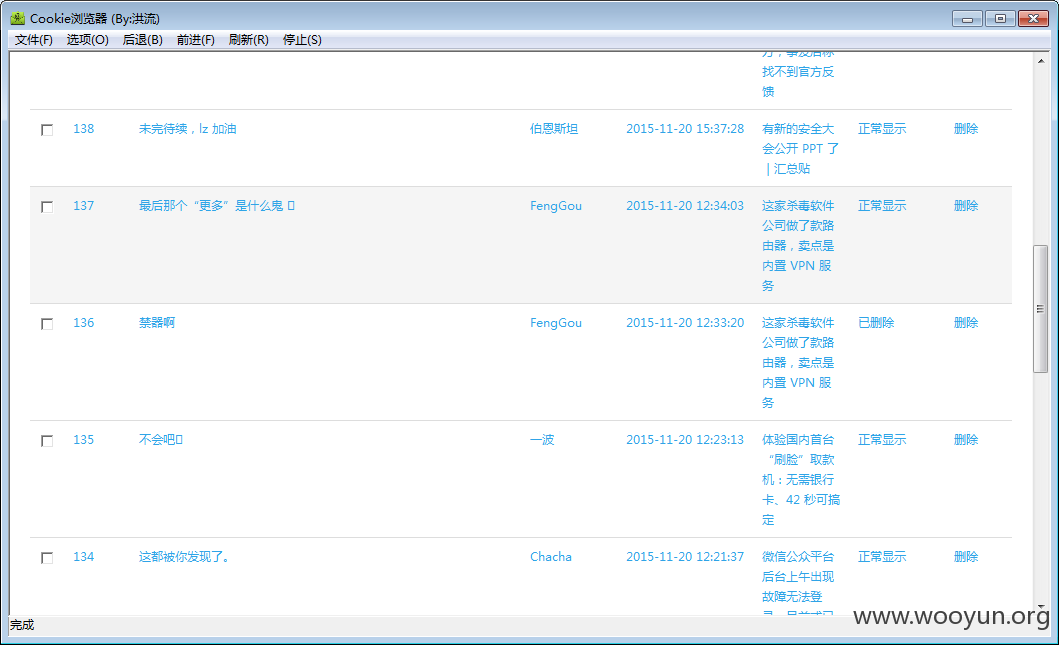 Cookie浏览器 (By:洪流)
文件(F) 选项(O) 后退(B) 前进(F) 刷新(R) 停止(S)
找不到官方反
馈
138 未完待续，lz 加油 伯恩斯坦 2015-11-20 15:37:28 有新的安全大 正常显示 删除
会公开 PPT 了
| 汇总贴
137 最后那个“更多”是什么鬼 FengGou 2015-11-20 12:34:03 这家杀毒软件 正常显示 删除
公司做了款路
由器，卖点是
内置 VPN 服
务
136 禁器啊 FengGou 2015-11-20 12:33:20 这家杀毒软件 已删除 删除
公司做了款路
由器，卖点是
内置 VPN 服
务
135 不会吧 一波 2015-11-20 12:23:13 体验国内首台 正常显示 删除
“刷脸”取款
机：无需银行
卡、42 秒可搞
定
134 这都被你发现了。 Chacha 2015-11-20 12:21:37 微信公众平台 正常显示 删除
后台上午出现
故障无法登
www.wooyun.org
完成